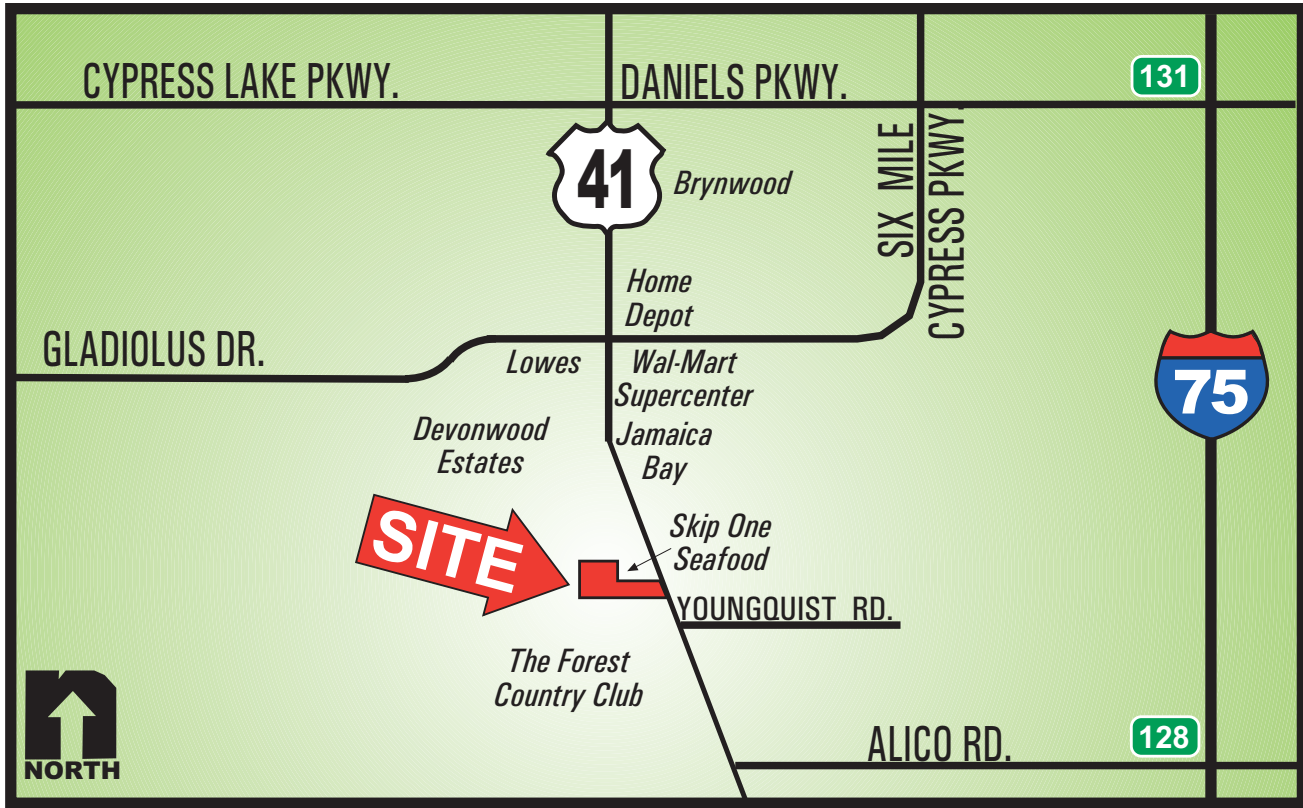 CYPRESS LAKE PKWY.
DANIELS PKWY.
131
41
Brynwood
SIX MILE
CYPRESS PKWY.
Home
Depot
GLADIOLUS DR.
Lowes
Wal-Mart
Supercenter
75
Devonwood
Estates
Jamaica
Bay
SITE
Skip One
Seafood
YOUNGQUIST RD.
The Forest
Country Club
ALICO RD.
128
n
NORTH